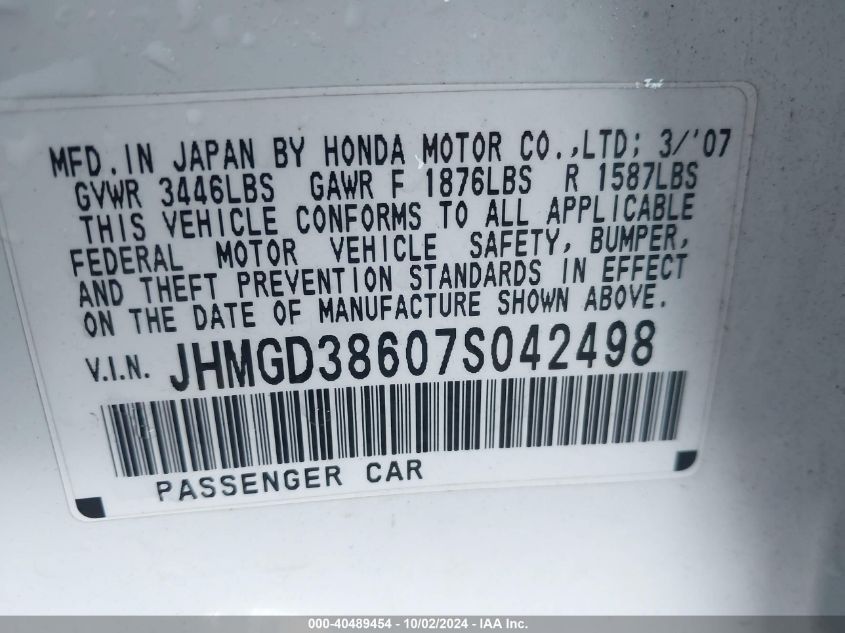 MFD. IN JAPAN BY HONDA MOTOR CO.,LTD; 3/'07
GVWR 3446LBS GAWR F 1876LBS R 1587LBS
THIS VEHICLE CONFORMS TO ALL APPLICABLE
FEDERAL MOTOR VEHICLE SAFETY, BUMPER,
AND THEFT PREVENTION STANDARDS IN EFFECT
ON THE DATE OF MANUFACTURE SHOWN ABOVE.
V.I.N. JHMGD38607S042498
PASSENGER CAR
000-40489454 - 10/02/2024 - IAA Inc.